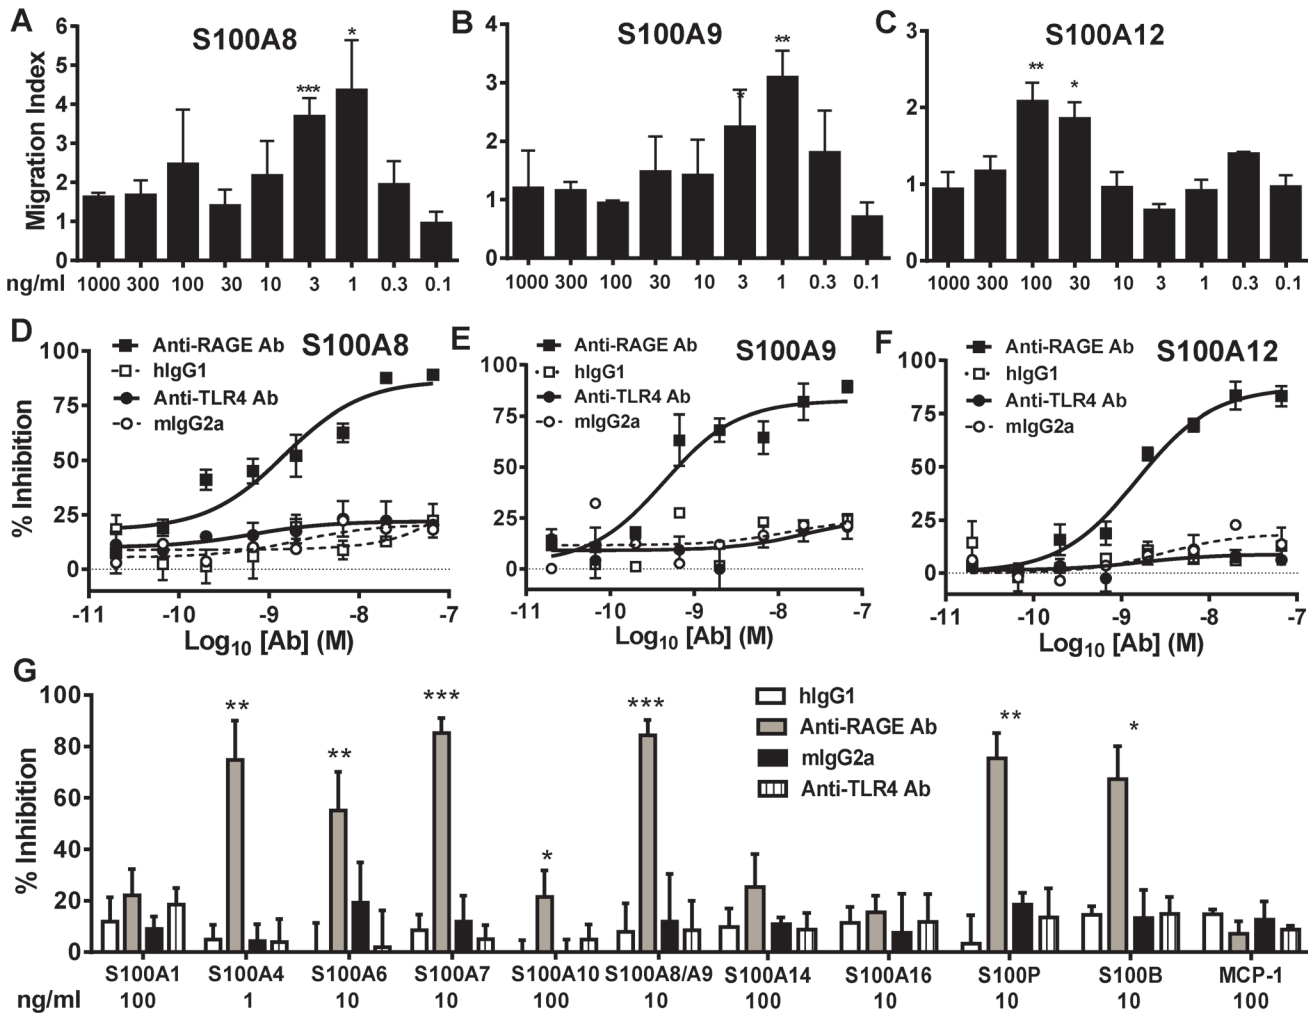 A
S100A8
Migration Index
6
5
4
3
2
1
0
***
*
ng/ml 1000 300 100 30 10 3 1 0.3 0.1
B
S100A9
4
3
2
1
0
*
**
1000 300 100 30 10 3 1 0.3 0.1
C
S100A12
3
2
1
0
**
*
1000 300 100 30 10 3 1 0.3 0.1
D
S100A8
Anti-RAGE Ab
hIgG1
Anti-TLR4 Ab
mIgG2a
% Inhibition
100
75
50
25
0
-11 -10 -9 -8 -7
Log10 [Ab] (M)
E
S100A9
Anti-RAGE Ab
hIgG1
Anti-TLR4 Ab
mIgG2a
100
75
50
25
0
-11 -10 -9 -8 -7
Log10 [Ab] (M)
F
S100A12
Anti-RAGE Ab
hIgG1
Anti-TLR4 Ab
mIgG2a
100
75
50
25
0
-11 -10 -9 -8 -7
Log10 [Ab] (M)
G
% Inhibition
100
80
60
40
20
0
** ** *** * *** ** *
hIgG1
Anti-RAGE Ab
mIgG2a
Anti-TLR4 Ab
S100A1 S100A4 S100A6 S100A7 S100A10 S100A8/A9 S100A14 S100A16 S100P S100B MCP-1
ng/ml 100 1 10 10 100 10 100 10 10 10 100